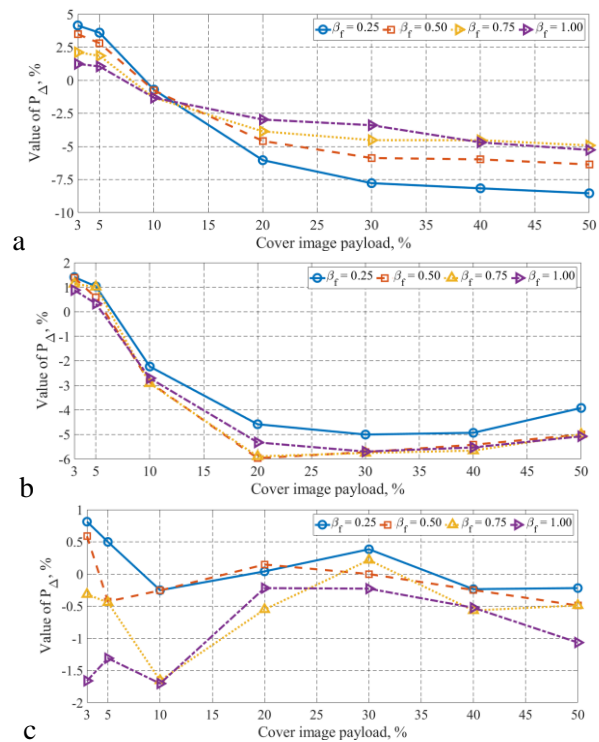 β_f = 0.25 β_f = 0.50 β_f = 0.75 β_f = 1.00
5
2.5
0
-2.5
-5
-7.5
-10
Value of P_Δ, %
3 5 10 15 20 25 30 35 40 45 50
Cover image payload, %
a
β_f = 0.25 β_f = 0.50 β_f = 0.75 β_f = 1.00
2
1
0
-1
-2
-3
-4
-5
-6
Value of P_Δ, %
3 5 10 15 20 25 30 35 40 45 50
Cover image payload, %
b
β_f = 0.25 β_f = 0.50 β_f = 0.75 β_f = 1.00
1
0.5
0
-0.5
-1
-1.5
-2
Value of P_Δ, %
3 5 10 15 20 25 30 35 40 45 50
Cover image payload, %
c